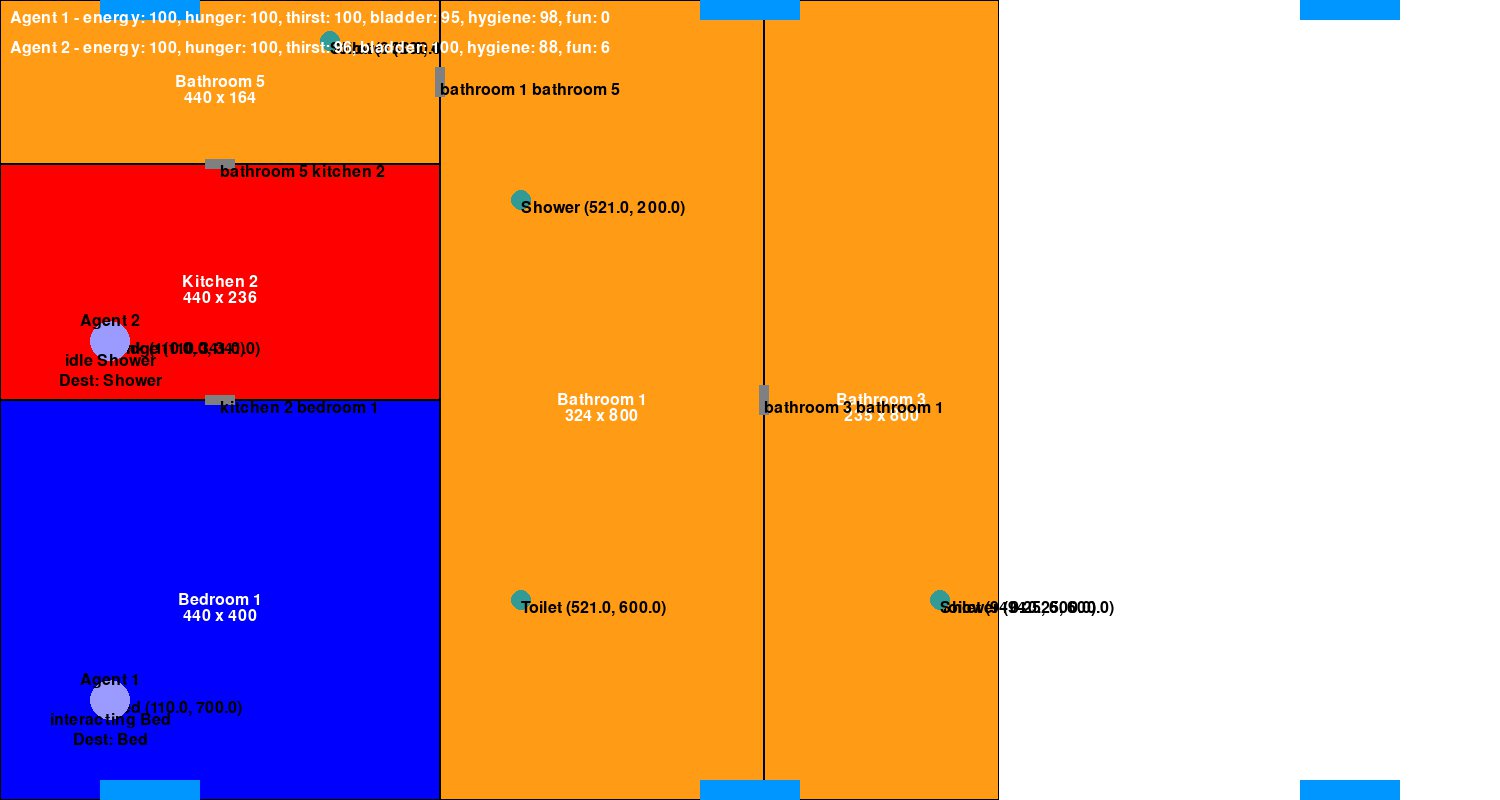 Agent 1 - energy: 100, hunger: 100, thirst: 100, bladder: 95, hygiene: 98, fun: 0
Agent 2 - energy: 100, hunger: 100, thirst: 96, bladder: 100, hygiene: 88, fun: 6
Bathroom 5
440 x 164
bathroom 1 bathroom 5
bathroom 5 kitchen 2
Shower (521.0, 200.0)
Kitchen 2
440 x 236
Agent 2
idle Shower
Dest: Shower
kitchen 2 bedroom 1
Bathroom 1
324 x 800
Bathroom 3
235 x 800
bathroom 3 bathroom 1
Bedroom 1
440 x 400
Toilet (521.0, 600.0)
Agent 1
(110.0, 700.0)
interacting Bed
Dest: Bed